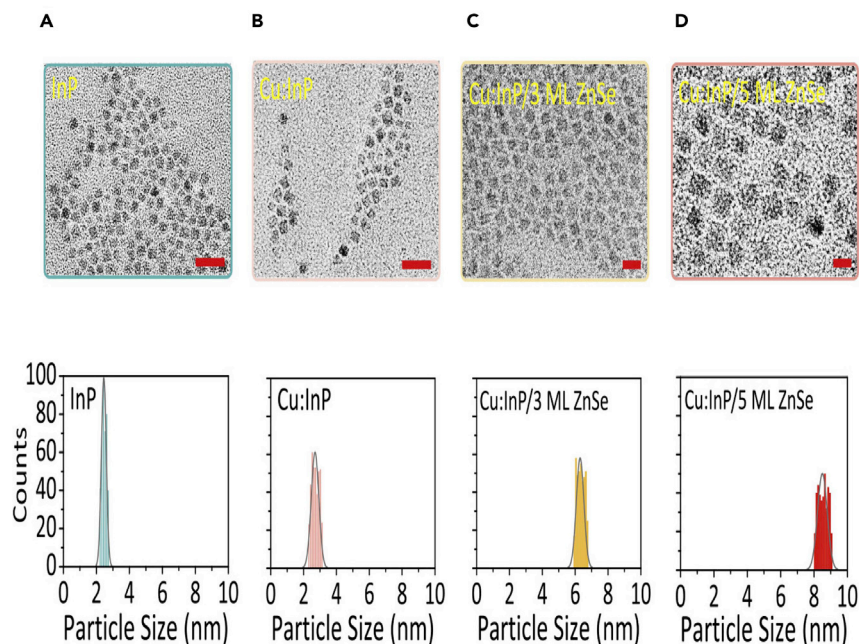 A B C D
InP
Cu:InP
Cu:InP/3 ML ZnSe
Cu:InP/5 ML ZnSe
Counts
100
80
60
40
20
0
InP
Cu:InP
Cu:InP/3 ML ZnSe
Cu:InP/5 ML ZnSe
0 2 4 6 8 10
0 2 4 6 8 10
0 2 4 6 8 10
0 2 4 6 8 10
Particle Size (nm)
Particle Size (nm)
Particle Size (nm)
Particle Size (nm)